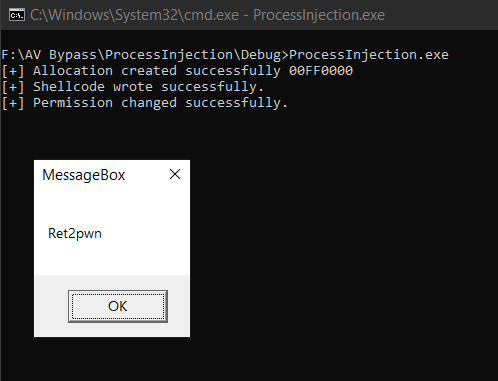 C:\Windows\System32\cmd.exe - ProcessInjection.exe
F:\AV Bypass\ProcessInjection\Debug>ProcessInjection.exe
[+] Allocation created successfully 00FF0000
[+] Shellcode wrote successfully.
[+] Permission changed successfully.
MessageBox
Ret2pwn
OK